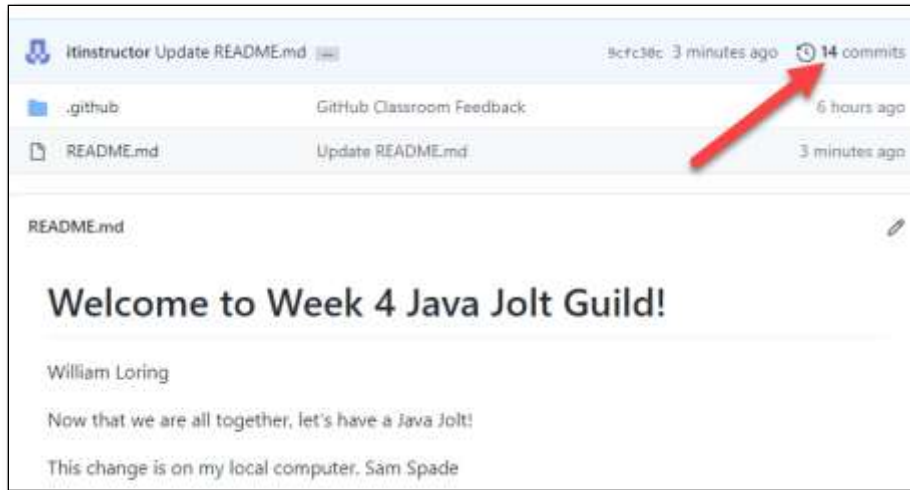 itinstructor Update README.md ... 9cfc30c 3 minutes ago 14 commits
.github GitHub Classroom Feedback 6 hours ago
README.md Update README.md 3 minutes ago
README.md
Welcome to Week 4 Java Jolt Guild!
William Loring
Now that we are all together, let's have a Java Jolt!
This change is on my local computer. Sam Spade